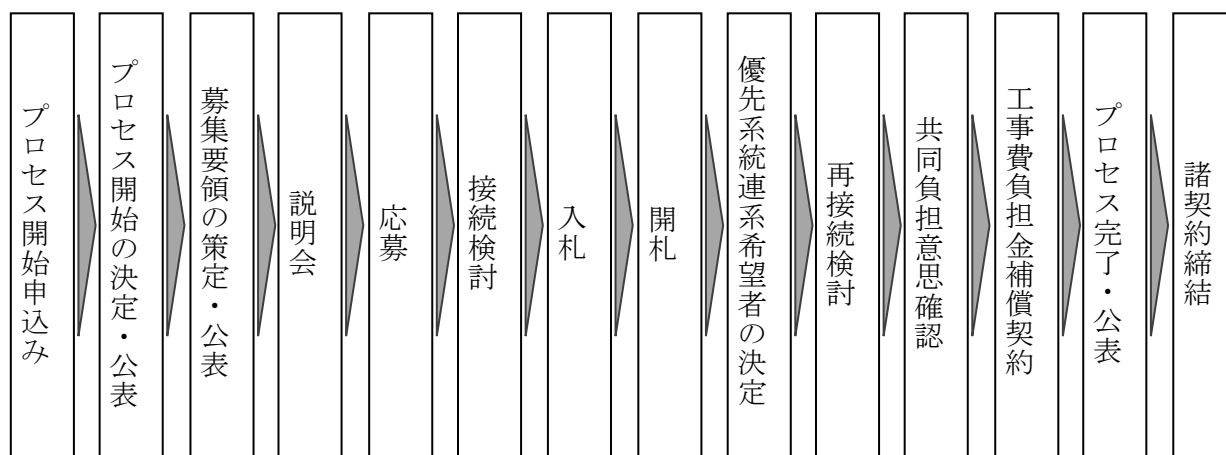 プロセス開始申込み
プロセス開始の決定・公表
募集要領の策定・公表
説明会
応募
接続検討
入札
開札
優先系統連系希望者の決定
再接続検討
共同負担意思確認
工事費負担金補償契約
プロセス完了・公表
諸契約締結